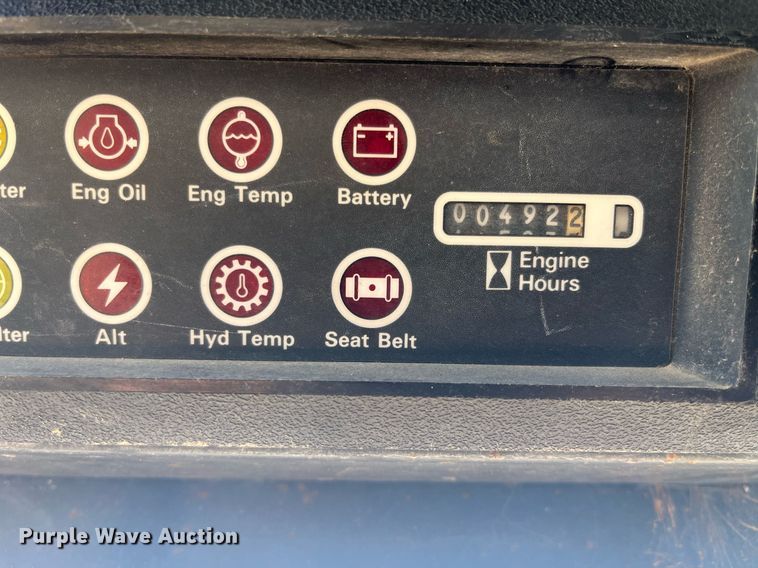 ter
Eng Oil
Eng Temp
Battery
004922
Engine
Hours
lter
Alt
Hyd Temp
Seat Belt
Purple Wave Auction